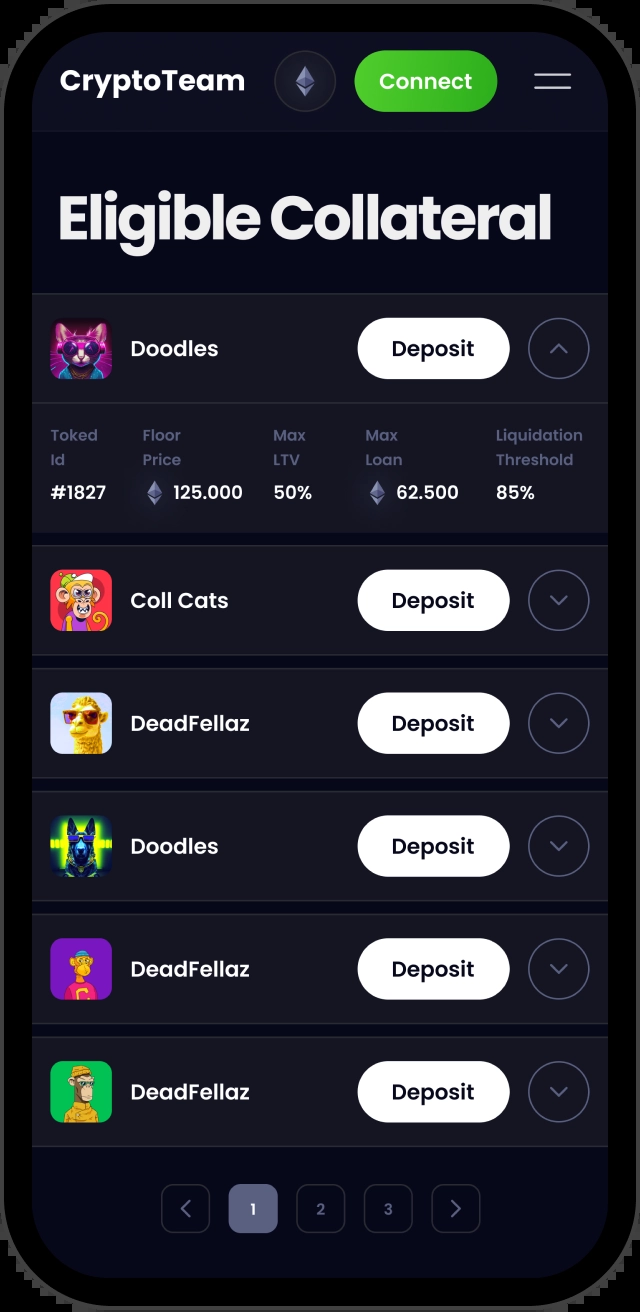 CryptoTeam Connect
Eligible Collateral
Doodles Deposit
Toked Id Floor Price Max LTV Max Loan Liquidation Threshold
#1827 125.000 50% 62.500 85%
Coll Cats Deposit
DeadFellaz Deposit
Doodles Deposit
DeadFellaz Deposit
DeadFellaz Deposit
1 2 3